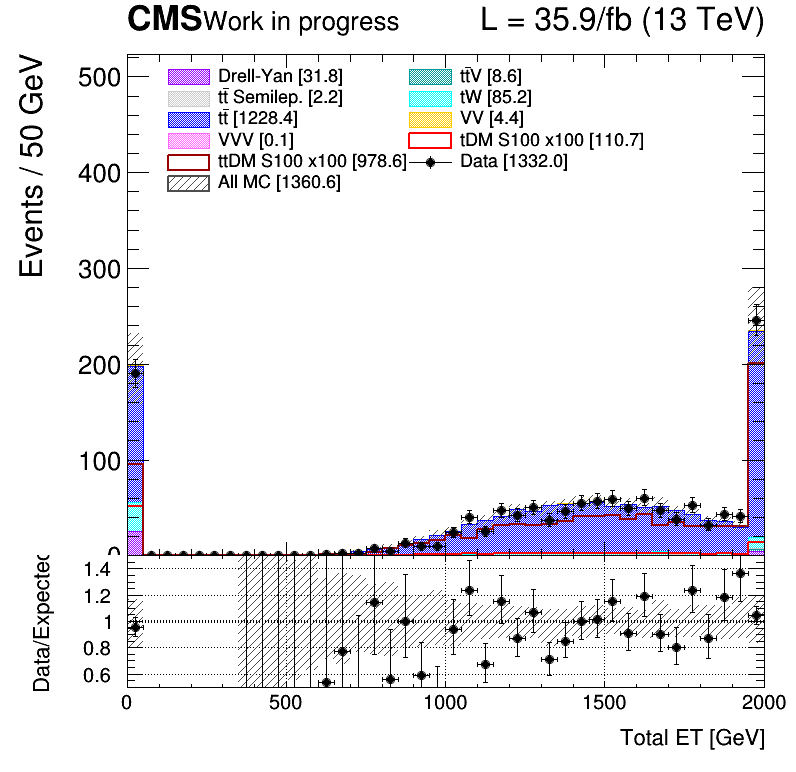 CMS Work in progress L = 35.9/fb (13 TeV)
Events / 50 GeV
500
400
300
200
100
0
Drell-Yan [31.8]
tt̄V [8.6]
tt̄ Semilep. [2.2]
tW [85.2]
tt̄ [1228.4]
VV [4.4]
VVV [0.1]
tDM S100 x100 [110.7]
ttDM S100 x100 [978.6]
Data [1332.0]
All MC [1360.6]
Data/Expected
1.4
1.2
1
0.8
0.6
0 500 1000 1500 2000
Total ET [GeV]